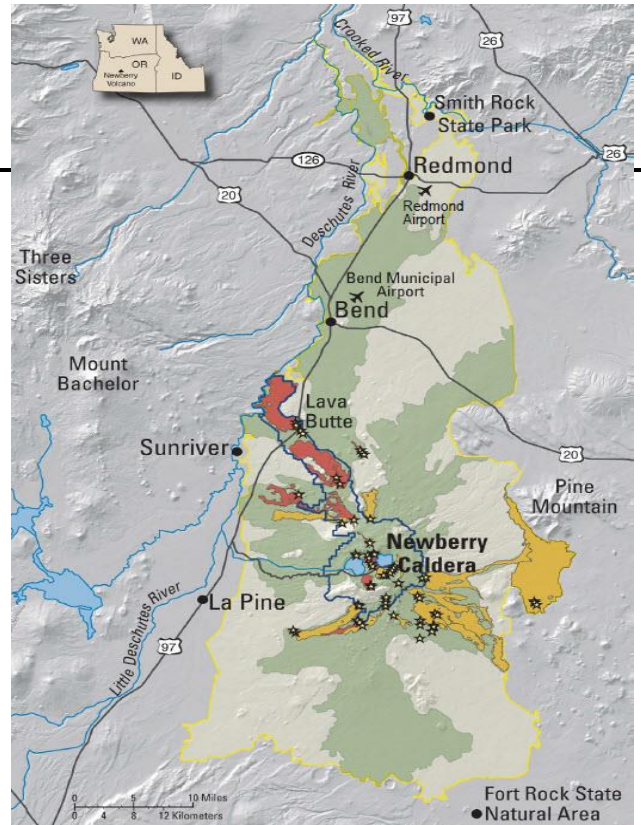 97
26
WA
OR
ID
Newberry
Volcano
Crooked River
Smith Rock
State Park
126
26
Redmond
20
Deschutes River
Redmond
Airport
Three
Sisters
Bend Municipal
Airport
Bend
Mount
Bachelor
Lava
Butte
Sunriver
20
Pine
Mountain
Newberry
Caldera
La Pine
Little Deschutes River
97
0 5 10 Miles
0 4 8 12 Kilometers
Fort Rock State
Natural Area